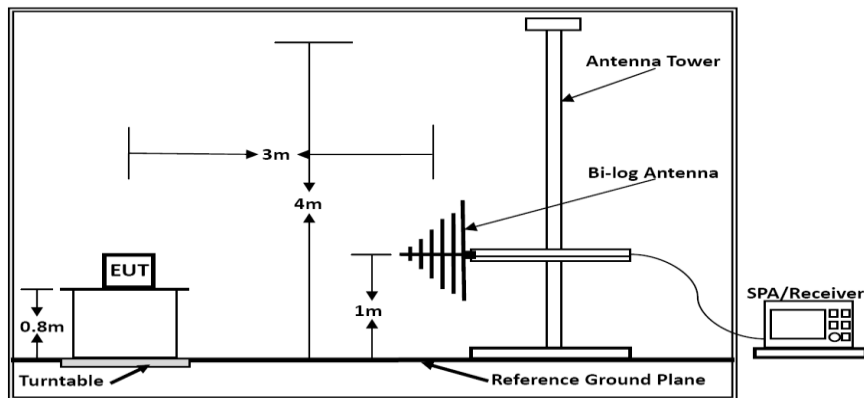 Antenna Tower
3m
Bi-log Antenna
4m
EUT
SPA/Receiver
1m
0.8m
Turntable
Reference Ground Plane